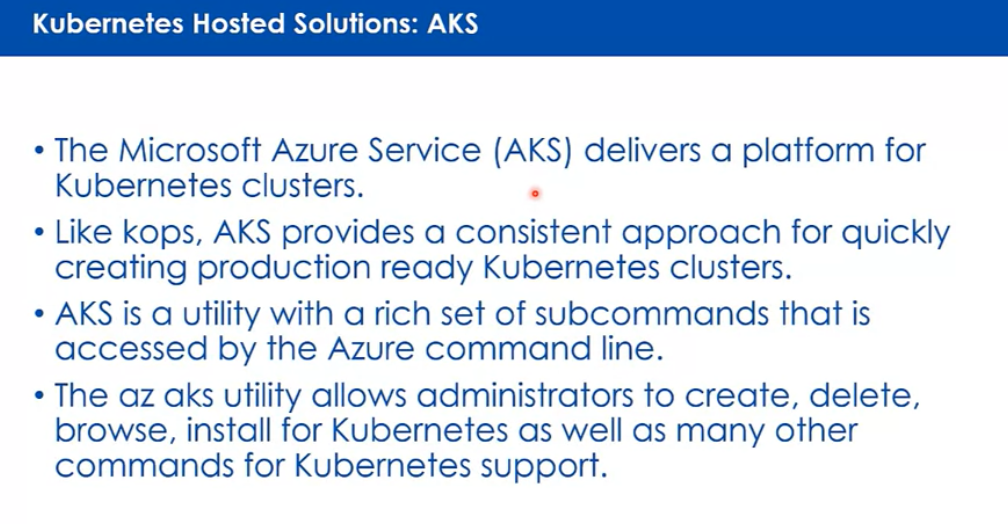 Kubernetes Hosted Solutions: AKS
• The Microsoft Azure Service (AKS) delivers a platform for
Kubernetes clusters.
• Like kops, AKS provides a consistent approach for quickly
creating production ready Kubernetes clusters.
• AKS is a utility with a rich set of subcommands that is
accessed by the Azure command line.
• The az aks utility allows administrators to create, delete,
browse, install for Kubernetes as well as many other
commands for Kubernetes support.